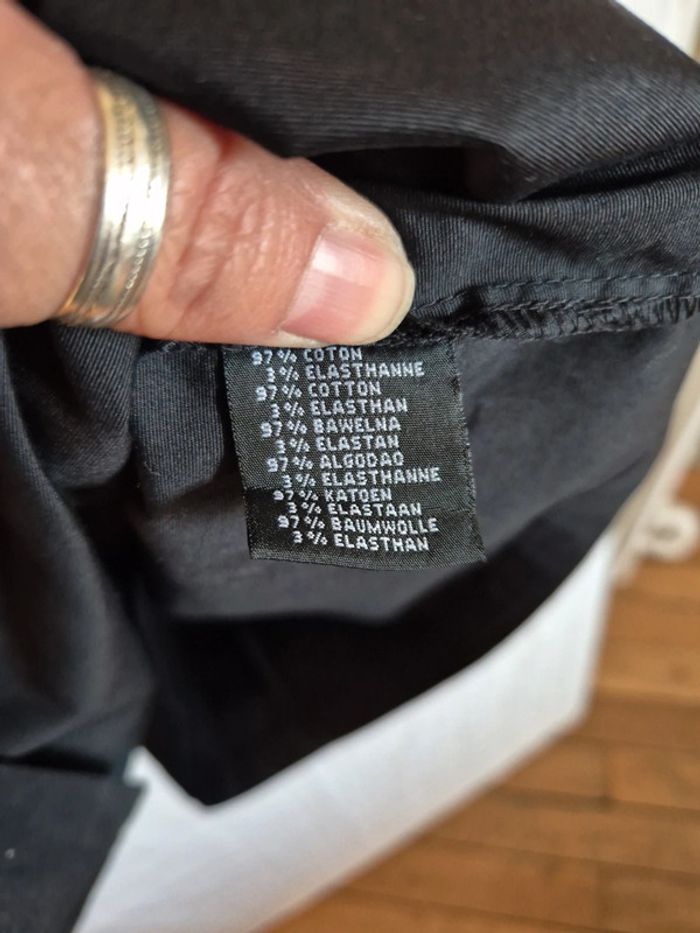 97% COTON
3% ELASTHANNE
97% COTTON
3% ELASTHAN
97% BAWELNA
3% ELASTAN
97% ALGODAO
3% ELASTHANNE
97% KATOEN
3% ELASTAAN
97% BAUMWOLLE
3% ELASTHAN